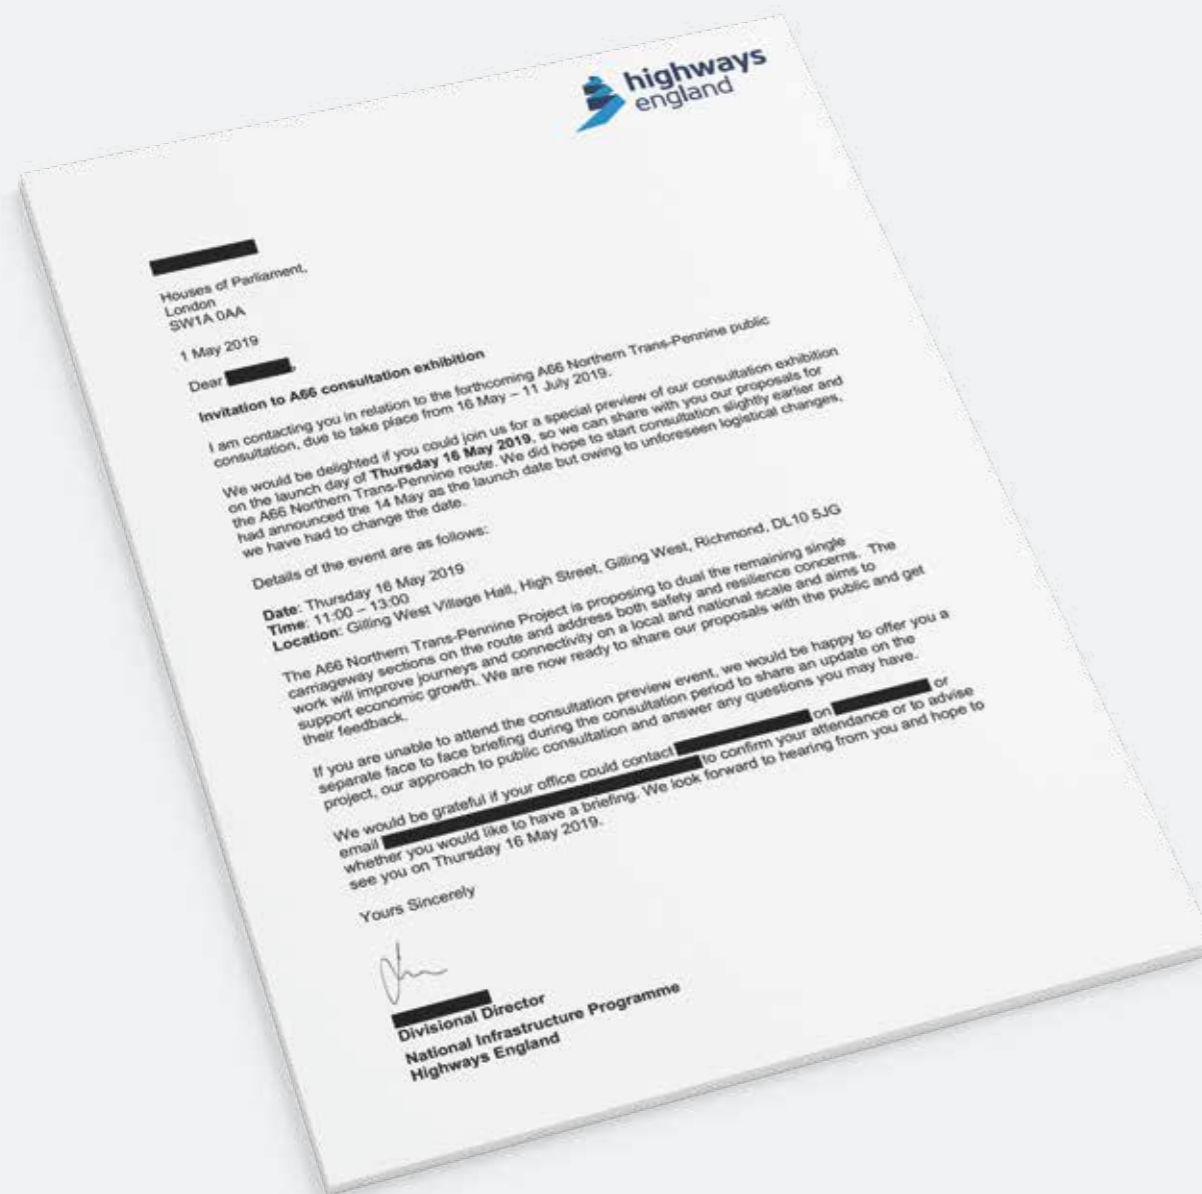 highways
england
Houses of Parliament,
London
SW1A 0AA
1 May 2019
Dear
,
Invitation to A66 consultation exhibition
I am contacting you in relation to the forthcoming A66 Northern Trans-Pennine public
consultation, due to take place from 16 May – 11 July 2019.
We would be delighted if you could join us for a special preview of our consultation exhibition
on the launch day of Thursday 16 May 2019, so we can share with you our proposals for
the A66 Northern Trans-Pennine route. We did hope to start consultation slightly earlier and
had announced the 14 May as the launch date but owing to unforeseen logistical changes,
we have had to change the date.
Details of the event are as follows:
Date: Thursday 16 May 2019
Time: 11:00 – 13:00
Location: Gilling West Village Hall, High Street, Gilling West, Richmond, DL10 5JG
The A66 Northern Trans-Pennine Project is proposing to dual the remaining single
carriageway sections on the route and address both safety and resilience concerns. The
work will improve journeys and connectivity on a local and national scale and aims to
support economic growth. We are now ready to share our proposals with the public and get
their feedback.
If you are unable to attend the consultation preview event, we would be happy to offer you a
separate face to face briefing during the consultation period to share an update on the
project, our approach to public consultation and answer any questions you may have.
We would be grateful if your office could contact on or
email to confirm your attendance or to advise
whether you would like to have a briefing. We look forward to hearing from you and hope to
see you on Thursday 16 May 2019.
Yours Sincerely
Divisional Director
National Infrastructure Programme
Highways England